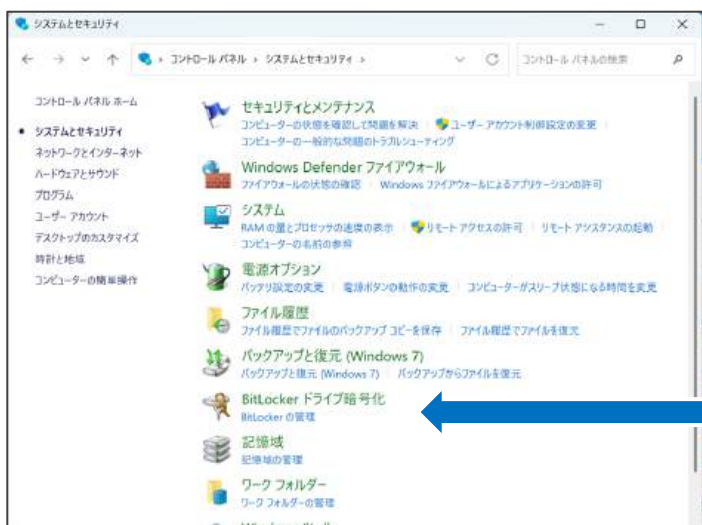 システムとセキュリティ
コントロール パネル › システムとセキュリティ ›
コントロール パネルの検索
コントロール パネル ホーム
システムとセキュリティ
ネットワークとインターネット
ハードウェアとサウンド
プログラム
ユーザー アカウント
デスクトップのカスタマイズ
時計と地域
コンピューターの簡単操作
セキュリティとメンテナンス
コンピューターの状態を確認して問題を解決 ユーザー アカウント制御設定の変更
コンピューターの一般的な問題のトラブルシューティング
Windows Defender ファイアウォール
ファイアウォールの状態の確認 Windows ファイアウォールによるアプリケーションの許可
システム
RAM の量とプロセッサの速度の表示 リモート アクセスの許可 リモート アシスタンスの起動
コンピューターの名前の参照
電源オプション
バッテリ設定の変更 電源ボタンの動作の変更 コンピューターがスリープ状態になる時間を変更
ファイル履歴
ファイル履歴でファイルのバックアップ コピーを保存 ファイル履歴でファイルを復元
バックアップと復元 (Windows 7)
バックアップと復元 (Windows 7) バックアップからファイルを復元
BitLocker ドライブ暗号化
BitLocker の管理
記憶域
記憶域の管理
ワーク フォルダー
ワーク フォルダーの管理